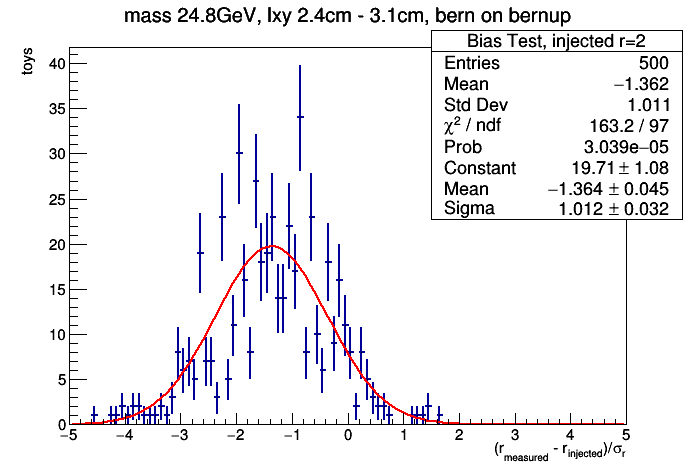 mass 24.8GeV, lxy 2.4cm - 3.1cm, bern on bernup
toys
Bias Test, injected r=2
Entries 500
Mean −1.362
Std Dev 1.011
χ² / ndf 163.2 / 97
Prob 3.039e−05
Constant 19.71 ± 1.08
Mean −1.364 ± 0.045
Sigma 1.012 ± 0.032
40
35
30
25
20
15
10
5
0
−5 −4 −3 −2 −1 0 1 2 3 4 5
(r_measured - r_injected)/σ_r